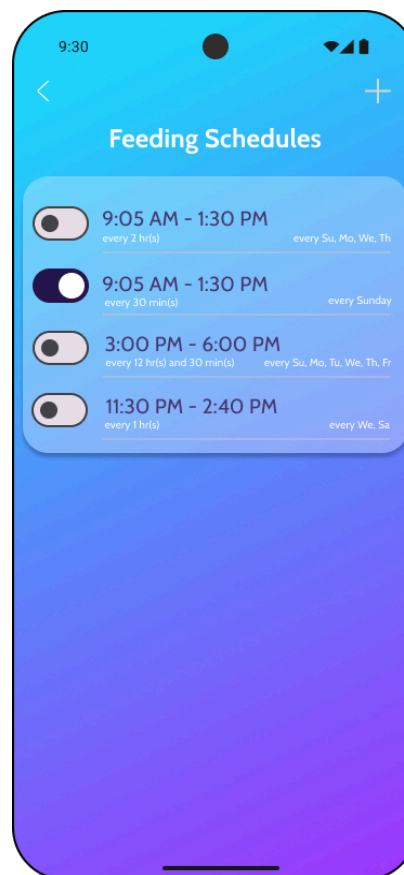 9:30
Feeding Schedules
9:05 AM - 1:30 PM
every 2 hr(s) every Su, Mo, We, Th
9:05 AM - 1:30 PM
every 30 min(s) every Sunday
3:00 PM - 6:00 PM
every 12 hr(s) and 30 min(s) every Su, Mo, Tu, We, Th, Fr
11:30 PM - 2:40 PM
every 1 hr(s) every We, Sa